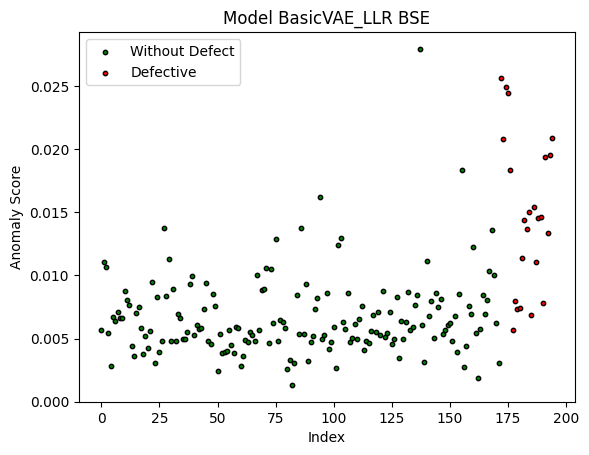 Model BasicVAE_LLR BSE
Without Defect
Defective
Anomaly Score
0.025
0.020
0.015
0.010
0.005
0.000
0 25 50 75 100 125 150 175 200
Index